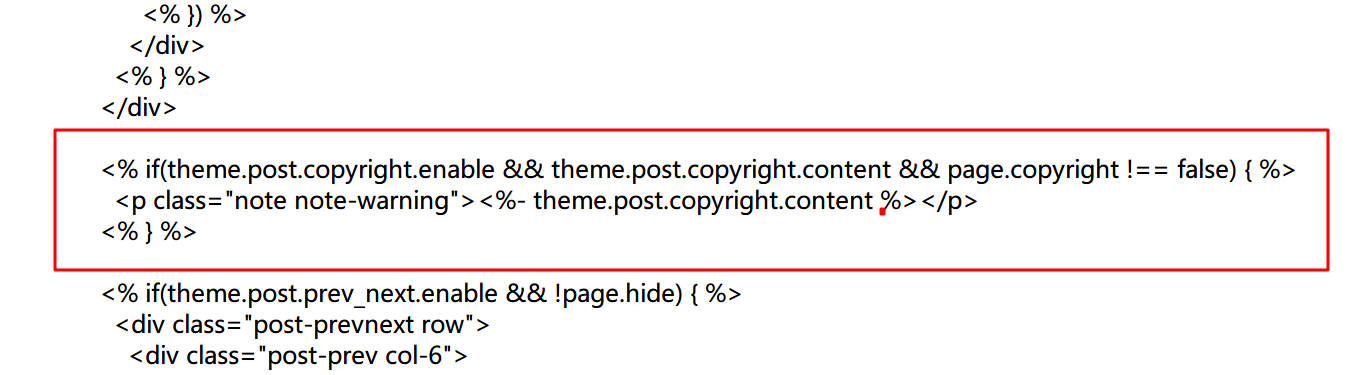 <% }) %>
</div>
<% } %>
</div>
<% if(theme.post.copyright.enable && theme.post.copyright.content && page.copyright !== false) { %>
<p class="note note-warning"><%- theme.post.copyright.content %></p>
<% } %>
<% if(theme.post.prev_next.enable && !page.hide) { %>
<div class="post-prevnext row">
<div class="post-prev col-6">